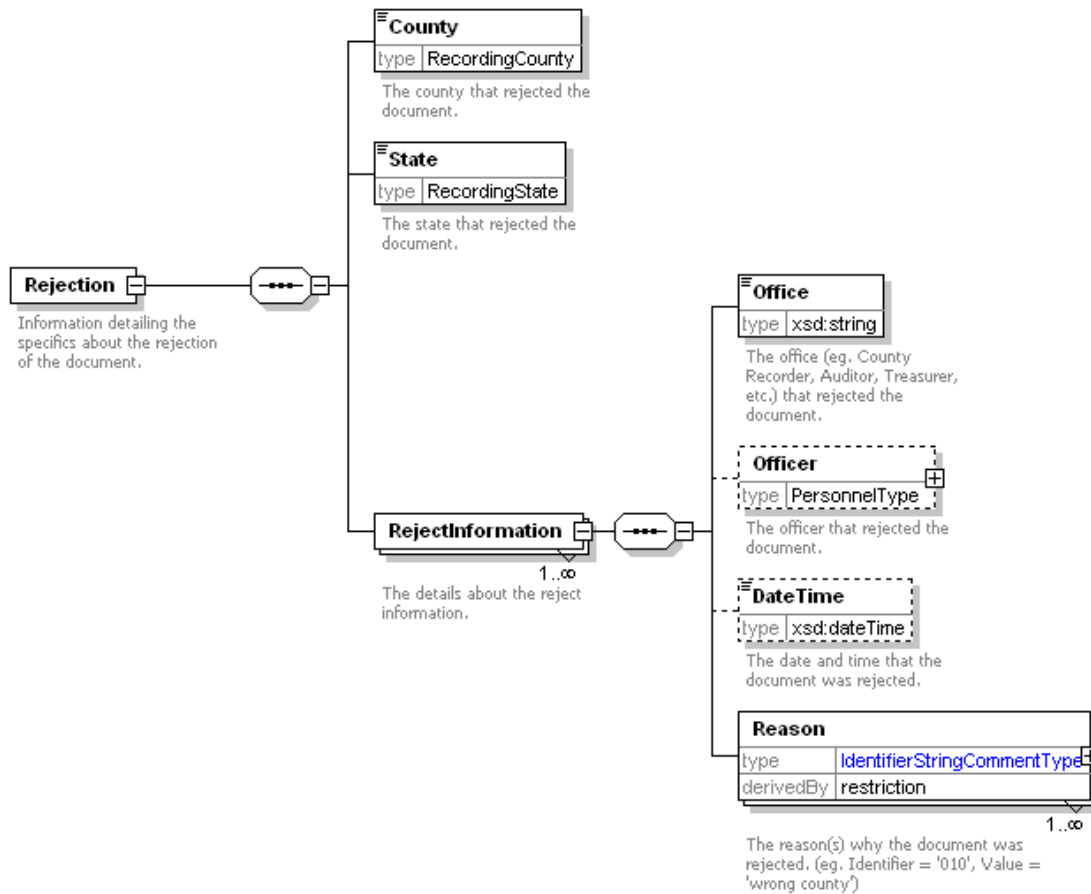 County
type RecordingCounty
The county that rejected the
document.
State
type RecordingState
The state that rejected the
document.
Rejection
Information detailing the
specifics about the rejection
of the document.
RejectInformation
1..∞
The details about the reject
information.
Office
type xsd:string
The office (eg. County
Recorder, Auditor, Treasurer,
etc.) that rejected the
document.
Officer
type PersonnelType
The officer that rejected the
document.
DateTime
type xsd:dateTime
The date and time that the
document was rejected.
Reason
type IdentifierStringCommentType
derivedBy restriction
1..∞
The reason(s) why the document was
rejected. (eg. Identifier = '010', Value =
'wrong county')